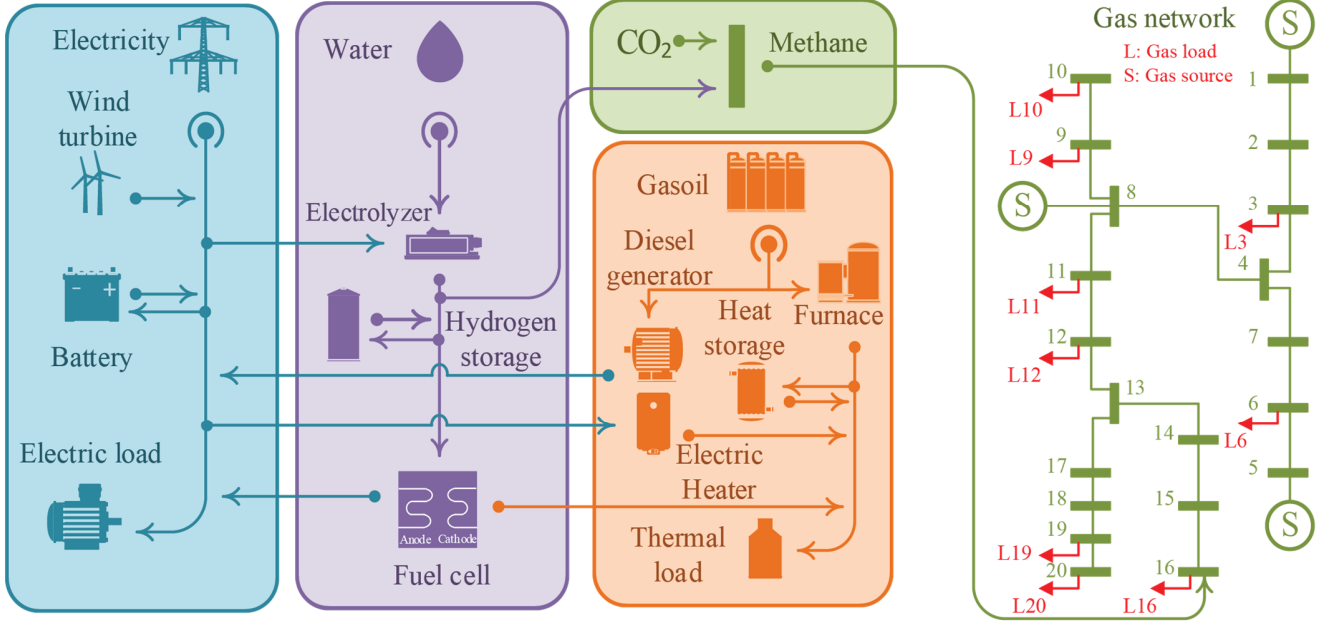 Electricity
Wind
turbine
Battery
Electric load
Water
Electrolyzer
Hydrogen
storage
Anode Cathode
Fuel cell
CO₂
Methane
Gasoil
Diesel
generator
Heat
storage
Furnace
Electric
Heater
Thermal
load
Gas network
L: Gas load
S: Gas source
S
1
2
3
L3
4
7
6
L6
5
S
10
L10
9
L9
8
S
11
L11
12
L12
13
14
15
16
L16
17
18
19
L19
20
L20